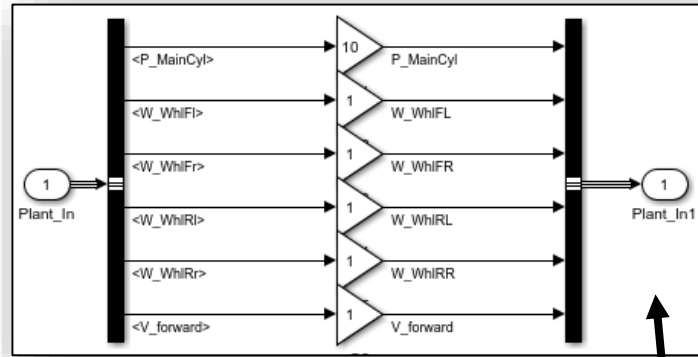 10
<P_MainCyl>
P_MainCyl
1
<W_WhlFl>
W_WhlFL
1
<W_WhlFr>
W_WhlFR
1
Plant_In
1
<W_WhlRl>
W_WhlRL
1
Plant_In1
1
<W_WhlRr>
W_WhlRR
1
<V_forward>
V_forward